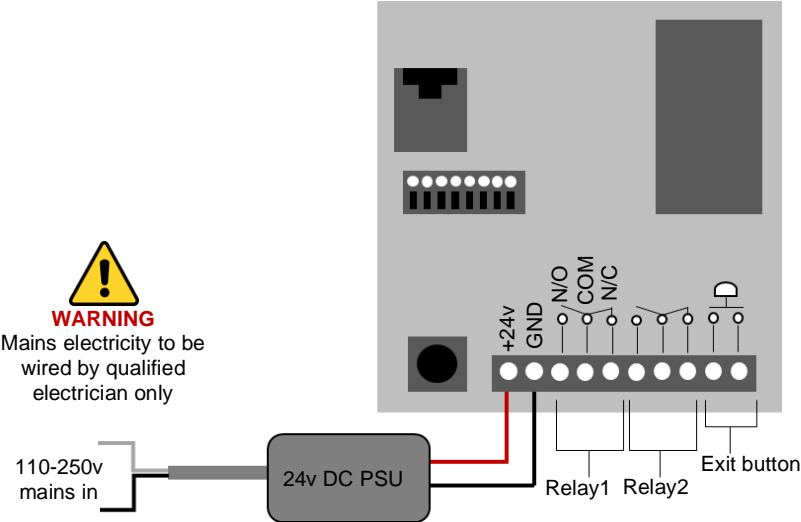 N/O
COM
N/C
+24v
GND
WARNING
Mains electricity to be
wired by qualified
electrician only
110-250v
mains in
24v DC PSU
Relay1
Relay2
Exit button